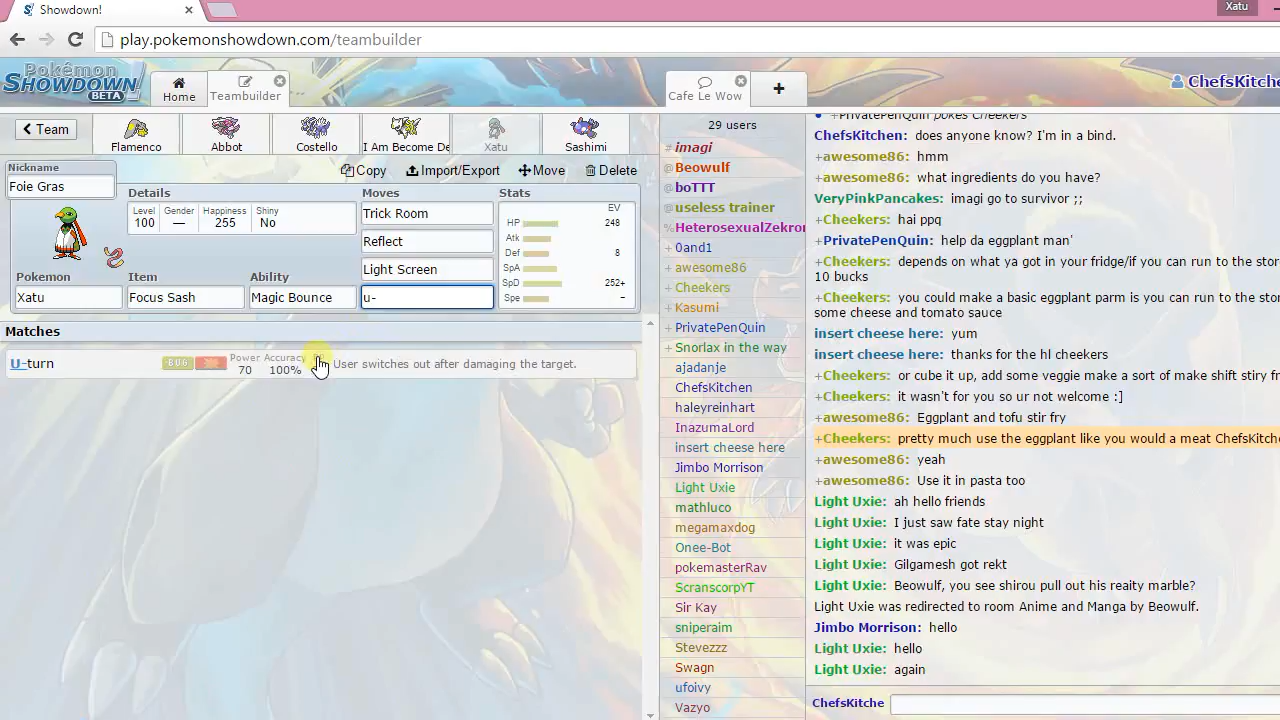 Showdown!
Xatu
play.pokemonshowdown.com/teambuilder
Pokémon
SHOWDOWN!
BETA
Home
Teambuilder
Cafe Le Wow
ChefsKitche
Team
Flamenco
Abbot
Costello
I Am Become De
Xatu
Sashimi
Copy
Import/Export
Move
Delete
Nickname
Foie Gras
Details
Level Gender Happiness Shiny
100 — 255 No
Pokemon
Xatu
Item
Focus Sash
Ability
Magic Bounce
Moves
Trick Room
Reflect
Light Screen
u-
Stats
EV
HP 248
Atk
Def 8
SpA
SpD 252+
Spe –
Matches
U-turn
BUG
Power Accuracy
70 100%
User switches out after damaging the target.
29 users
#imagi
@Beowulf
@boTTT
@useless trainer
%HeterosexualZekrom
+0and1
+awesome86
+Cheekers
+Kasumi
+PrivatePenQuin
+Snorlax in the way
ajadanje
ChefsKitchen
haleyreinhart
InazumaLord
insert cheese here
Jimbo Morrison
Light Uxie
mathluco
megamaxdog
Onee-Bot
pokemasterRav
ScranscorpYT
Sir Kay
sniperaim
Stevezzz
Swagn
ufoivy
Vazyo
• +PrivatePenQuin pokes Cheekers
ChefsKitchen: does anyone know? I'm in a bind.
+awesome86: hmm
+awesome86: what ingredients do you have?
VeryPinkPancakes: imagi go to survivor ;;
+Cheekers: hai ppq
+PrivatePenQuin: help da eggplant man'
+Cheekers: depends on what ya got in your fridge/if you can run to the sto
10 bucks
+Cheekers: you could make a basic eggplant parm is you can run to the sto
some cheese and tomato sauce
insert cheese here: yum
insert cheese here: thanks for the hl cheekers
+Cheekers: or cube it up, add some veggie make a sort of make shift stiry fr
+Cheekers: it wasn't for you so ur not welcome :]
+awesome86: Eggplant and tofu stir fry
+Cheekers: pretty much use the eggplant like you would a meat ChefsKitche
+awesome86: yeah
+awesome86: Use it in pasta too
Light Uxie: ah hello friends
Light Uxie: I just saw fate stay night
Light Uxie: it was epic
Light Uxie: Gilgamesh got rekt
Light Uxie: Beowulf, you see shirou pull out his reaity marble?
Light Uxie was redirected to room Anime and Manga by Beowulf.
Jimbo Morrison: hello
Light Uxie: hello
Light Uxie: again
ChefsKitche